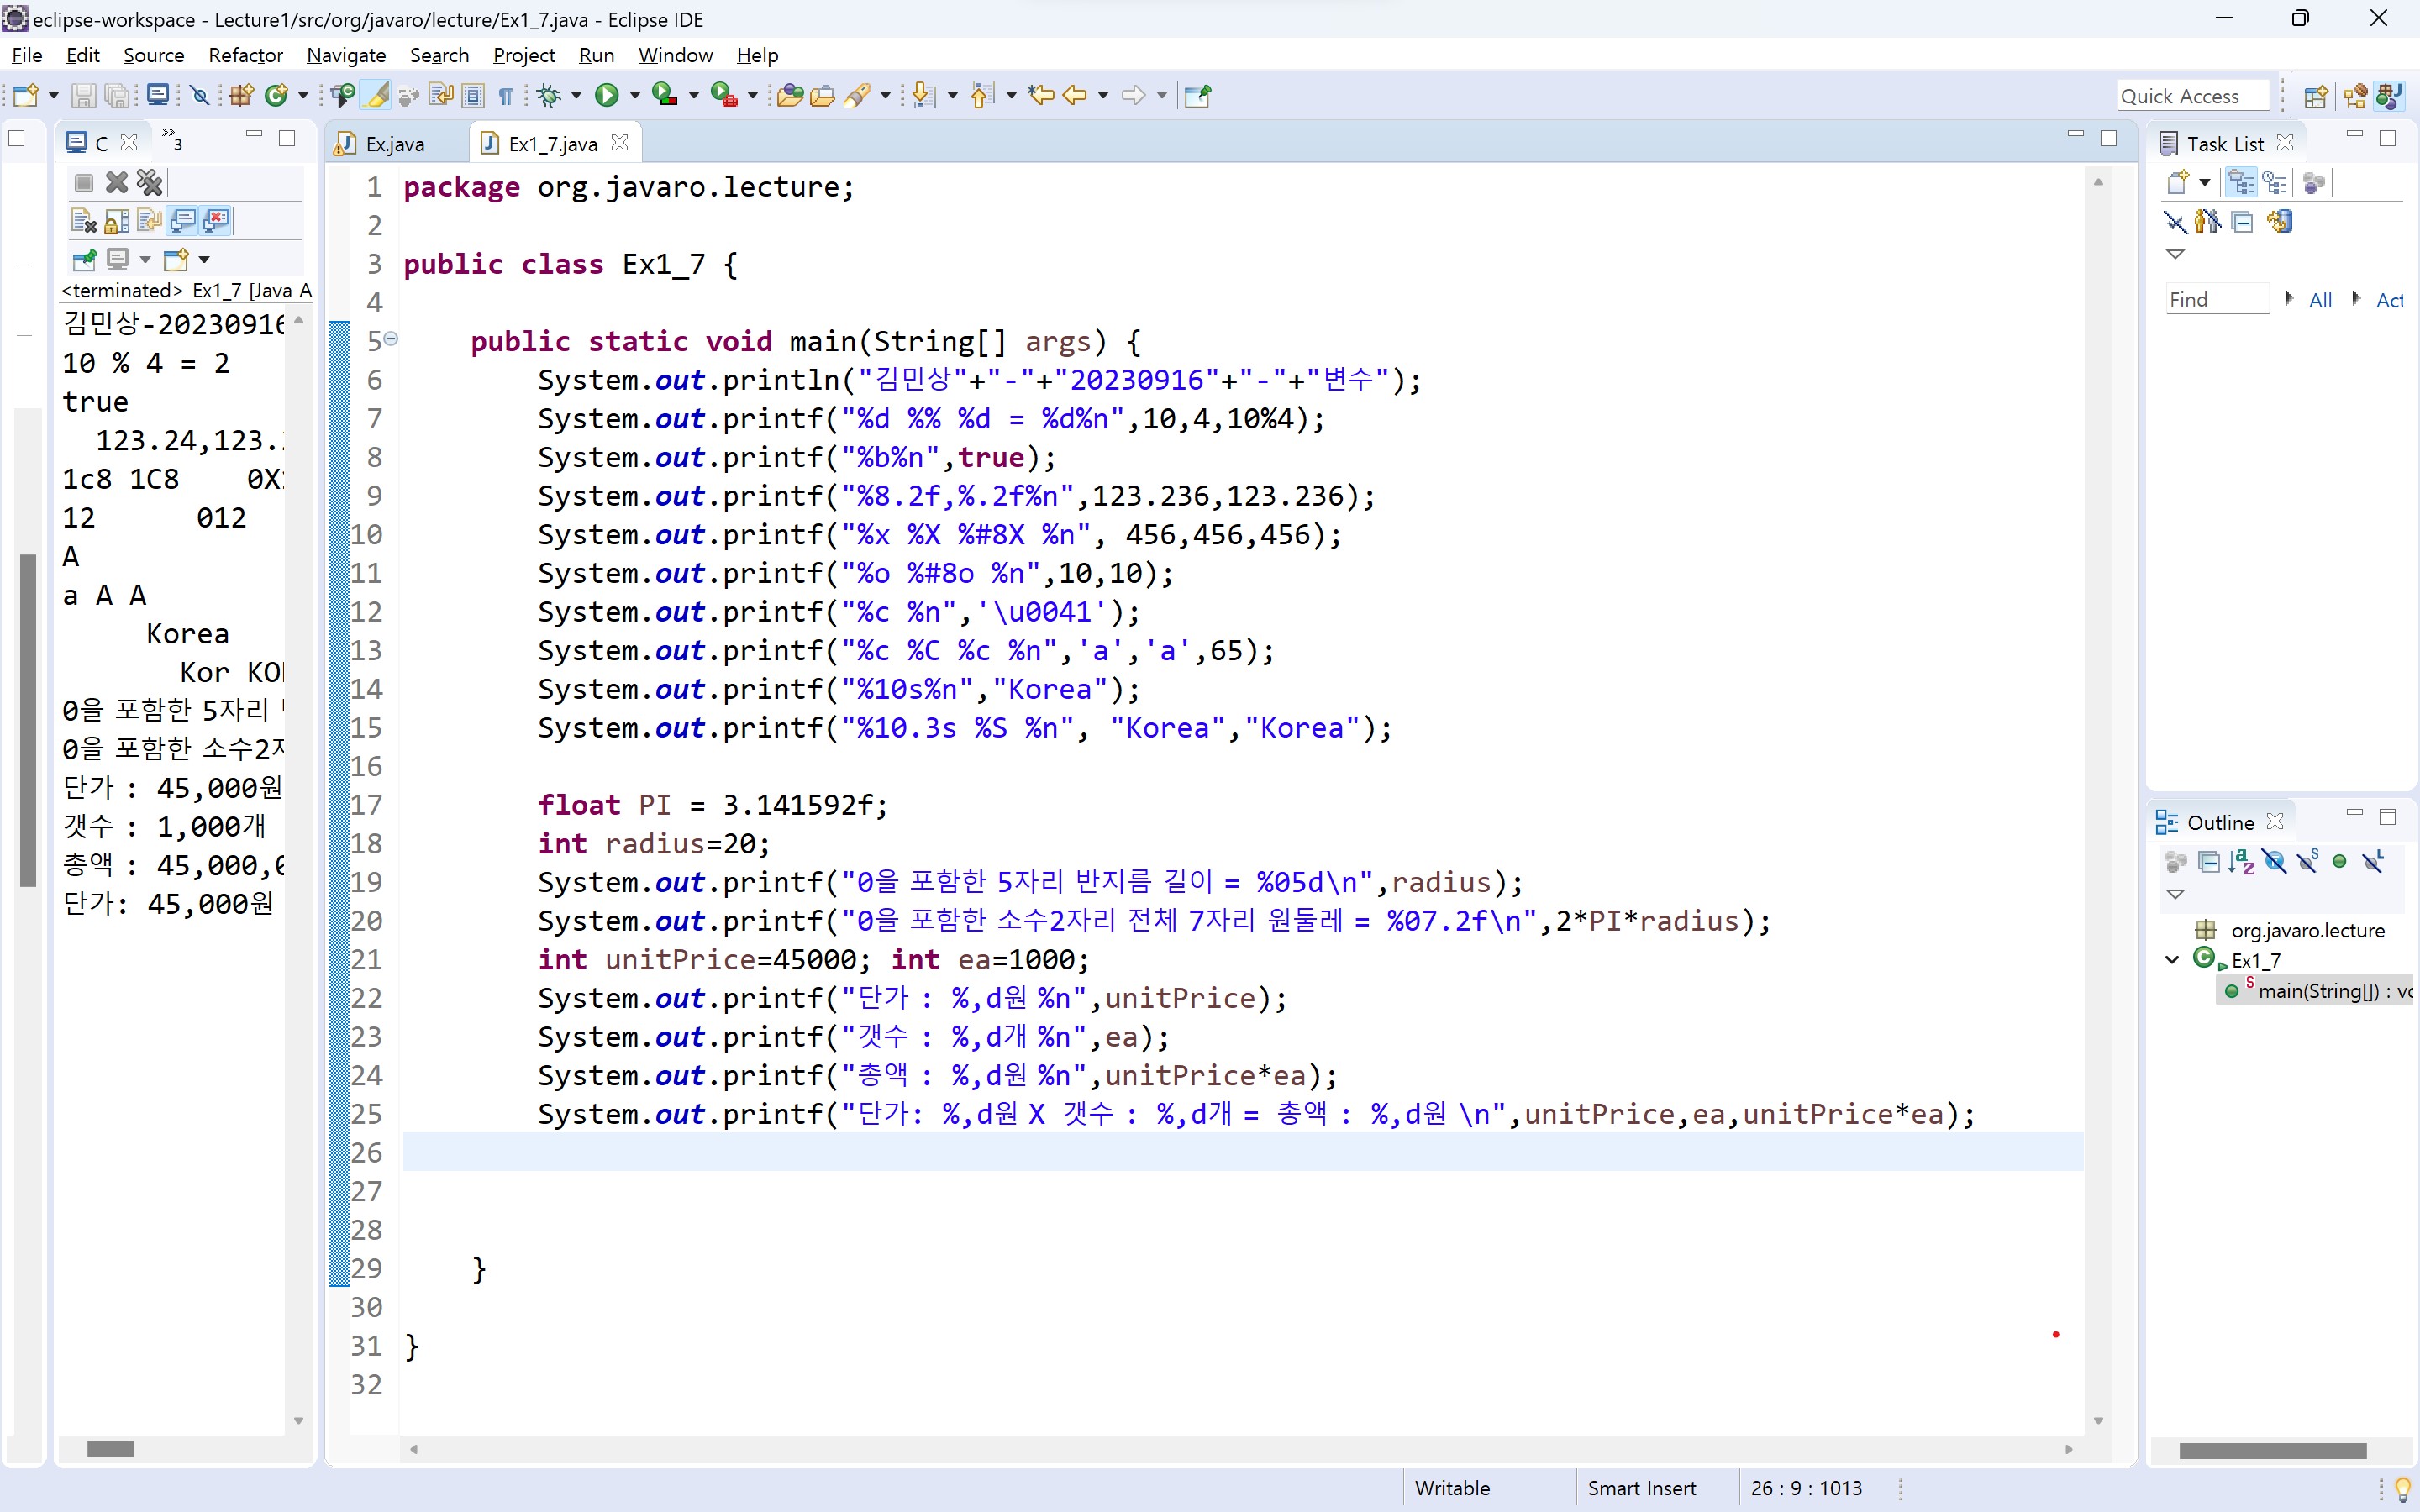 eclipse-workspace - Lecture1/src/org/javaro/lecture/Ex1_7.java - Eclipse IDE
File Edit Source Refactor Navigate Search Project Run Window Help
Quick Access
C
3
<terminated> Ex1_7 [Java A
김민상-20230916
10 % 4 = 2
true
123.24,123.
1c8 1C8 0X
12 012
A
a A A
Korea
Kor KO
0을 포함한 5자리
0을 포함한 소수2
단가 : 45,000원
갯수 : 1,000개
총액 : 45,000,0
단가: 45,000원
Ex.java
Ex1_7.java
1 package org.javaro.lecture;
2
3 public class Ex1_7 {
4
5 public static void main(String[] args) {
6 System.out.println("김민상"+"-"+"20230916"+"-"+"변수");
7 System.out.printf("%d %% %d = %d%n",10,4,10%4);
8 System.out.printf("%b%n",true);
9 System.out.printf("%8.2f,%.2f%n",123.236,123.236);
10 System.out.printf("%x %X %#8X %n", 456,456,456);
11 System.out.printf("%o %#8o %n",10,10);
12 System.out.printf("%c %n",'\u0041');
13 System.out.printf("%c %C %c %n",'a','a',65);
14 System.out.printf("%10s%n","Korea");
15 System.out.printf("%10.3s %S %n", "Korea","Korea");
16
17 float PI = 3.141592f;
18 int radius=20;
19 System.out.printf("0을 포함한 5자리 반지름 길이 = %05d\n",radius);
20 System.out.printf("0을 포함한 소수2자리 전체 7자리 원둘레 = %07.2f\n",2*PI*radius);
21 int unitPrice=45000; int ea=1000;
22 System.out.printf("단가 : %,d원 %n",unitPrice);
23 System.out.printf("갯수 : %,d개 %n",ea);
24 System.out.printf("총액 : %,d원 %n",unitPrice*ea);
25 System.out.printf("단가: %,d원 X 갯수 : %,d개 = 총액 : %,d원 \n",unitPrice,ea,unitPrice*ea);
26
27
28
29 }
30
31 }
32
Task List
Find
All
Act
Outline
org.javaro.lecture
Ex1_7
main(String[]) : vo
Writable
Smart Insert
26 : 9 : 1013